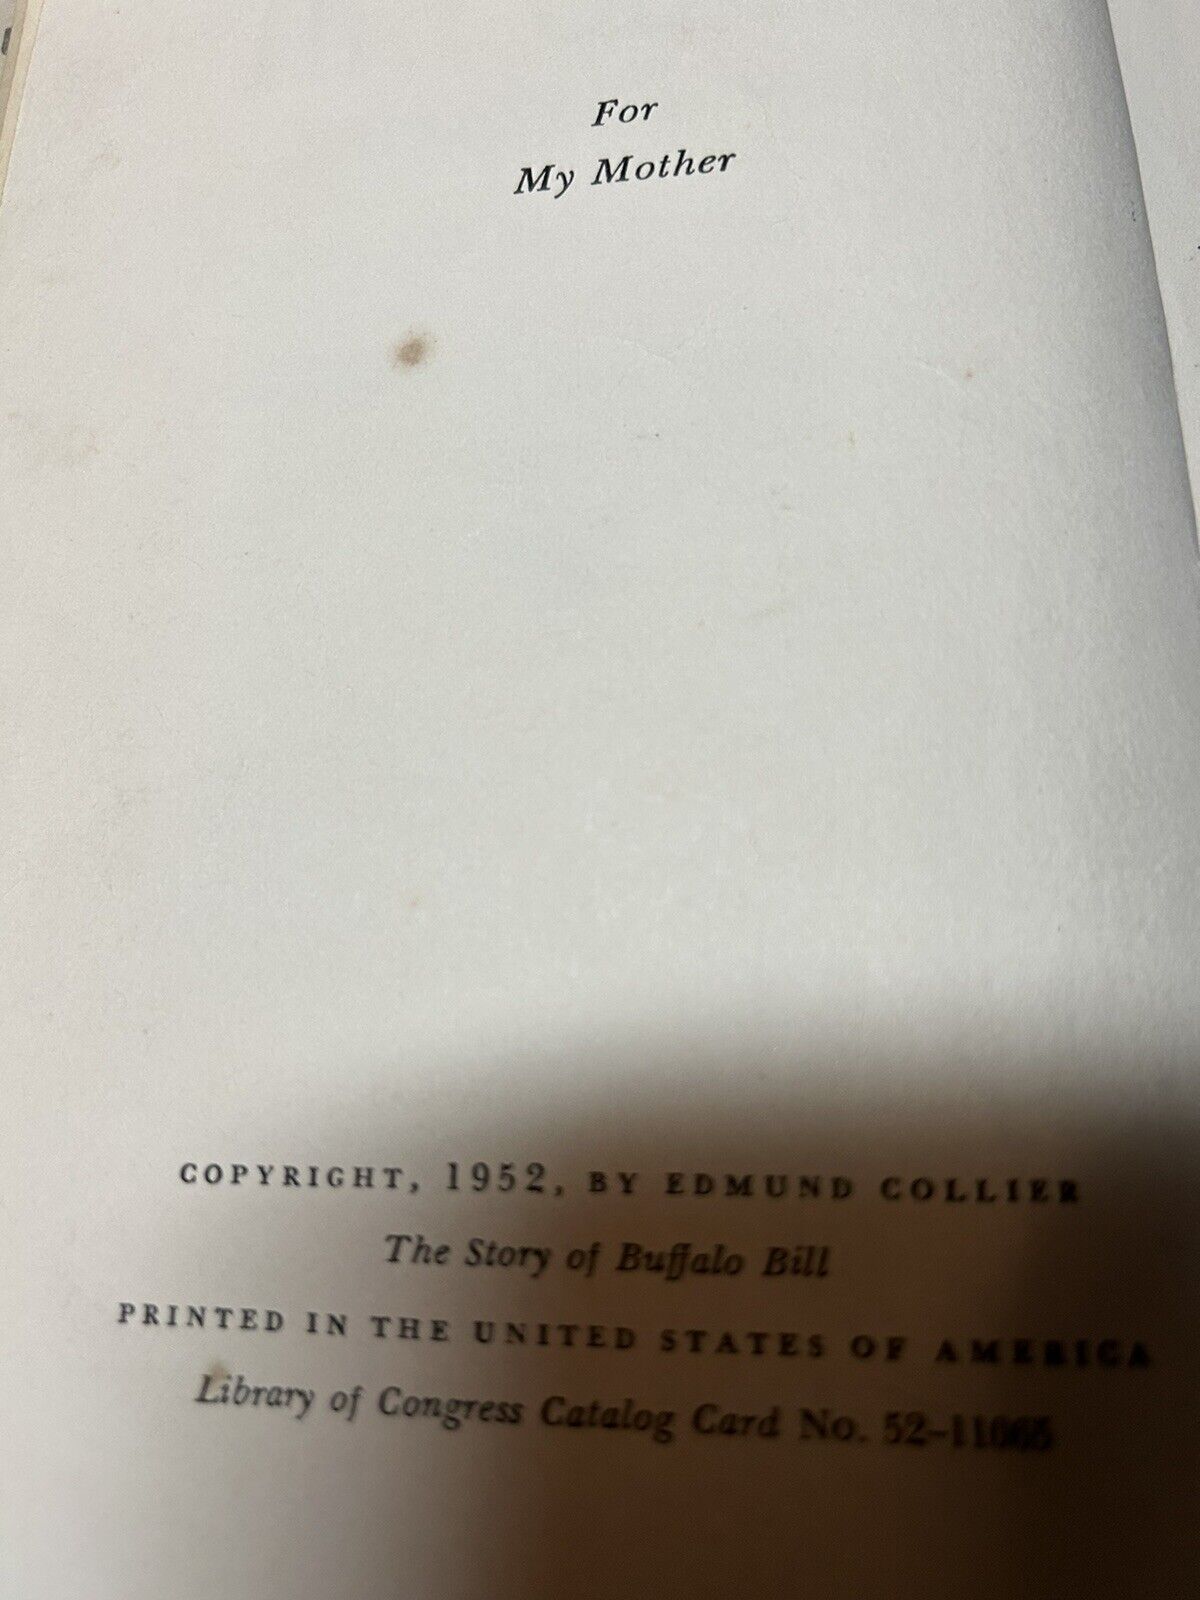 For
My Mother
COPYRIGHT, 1952, BY EDMUND COLLIER
The Story of Buffalo Bill
PRINTED IN THE UNITED STATES OF AMERICA
Library of Congress Catalog Card No.